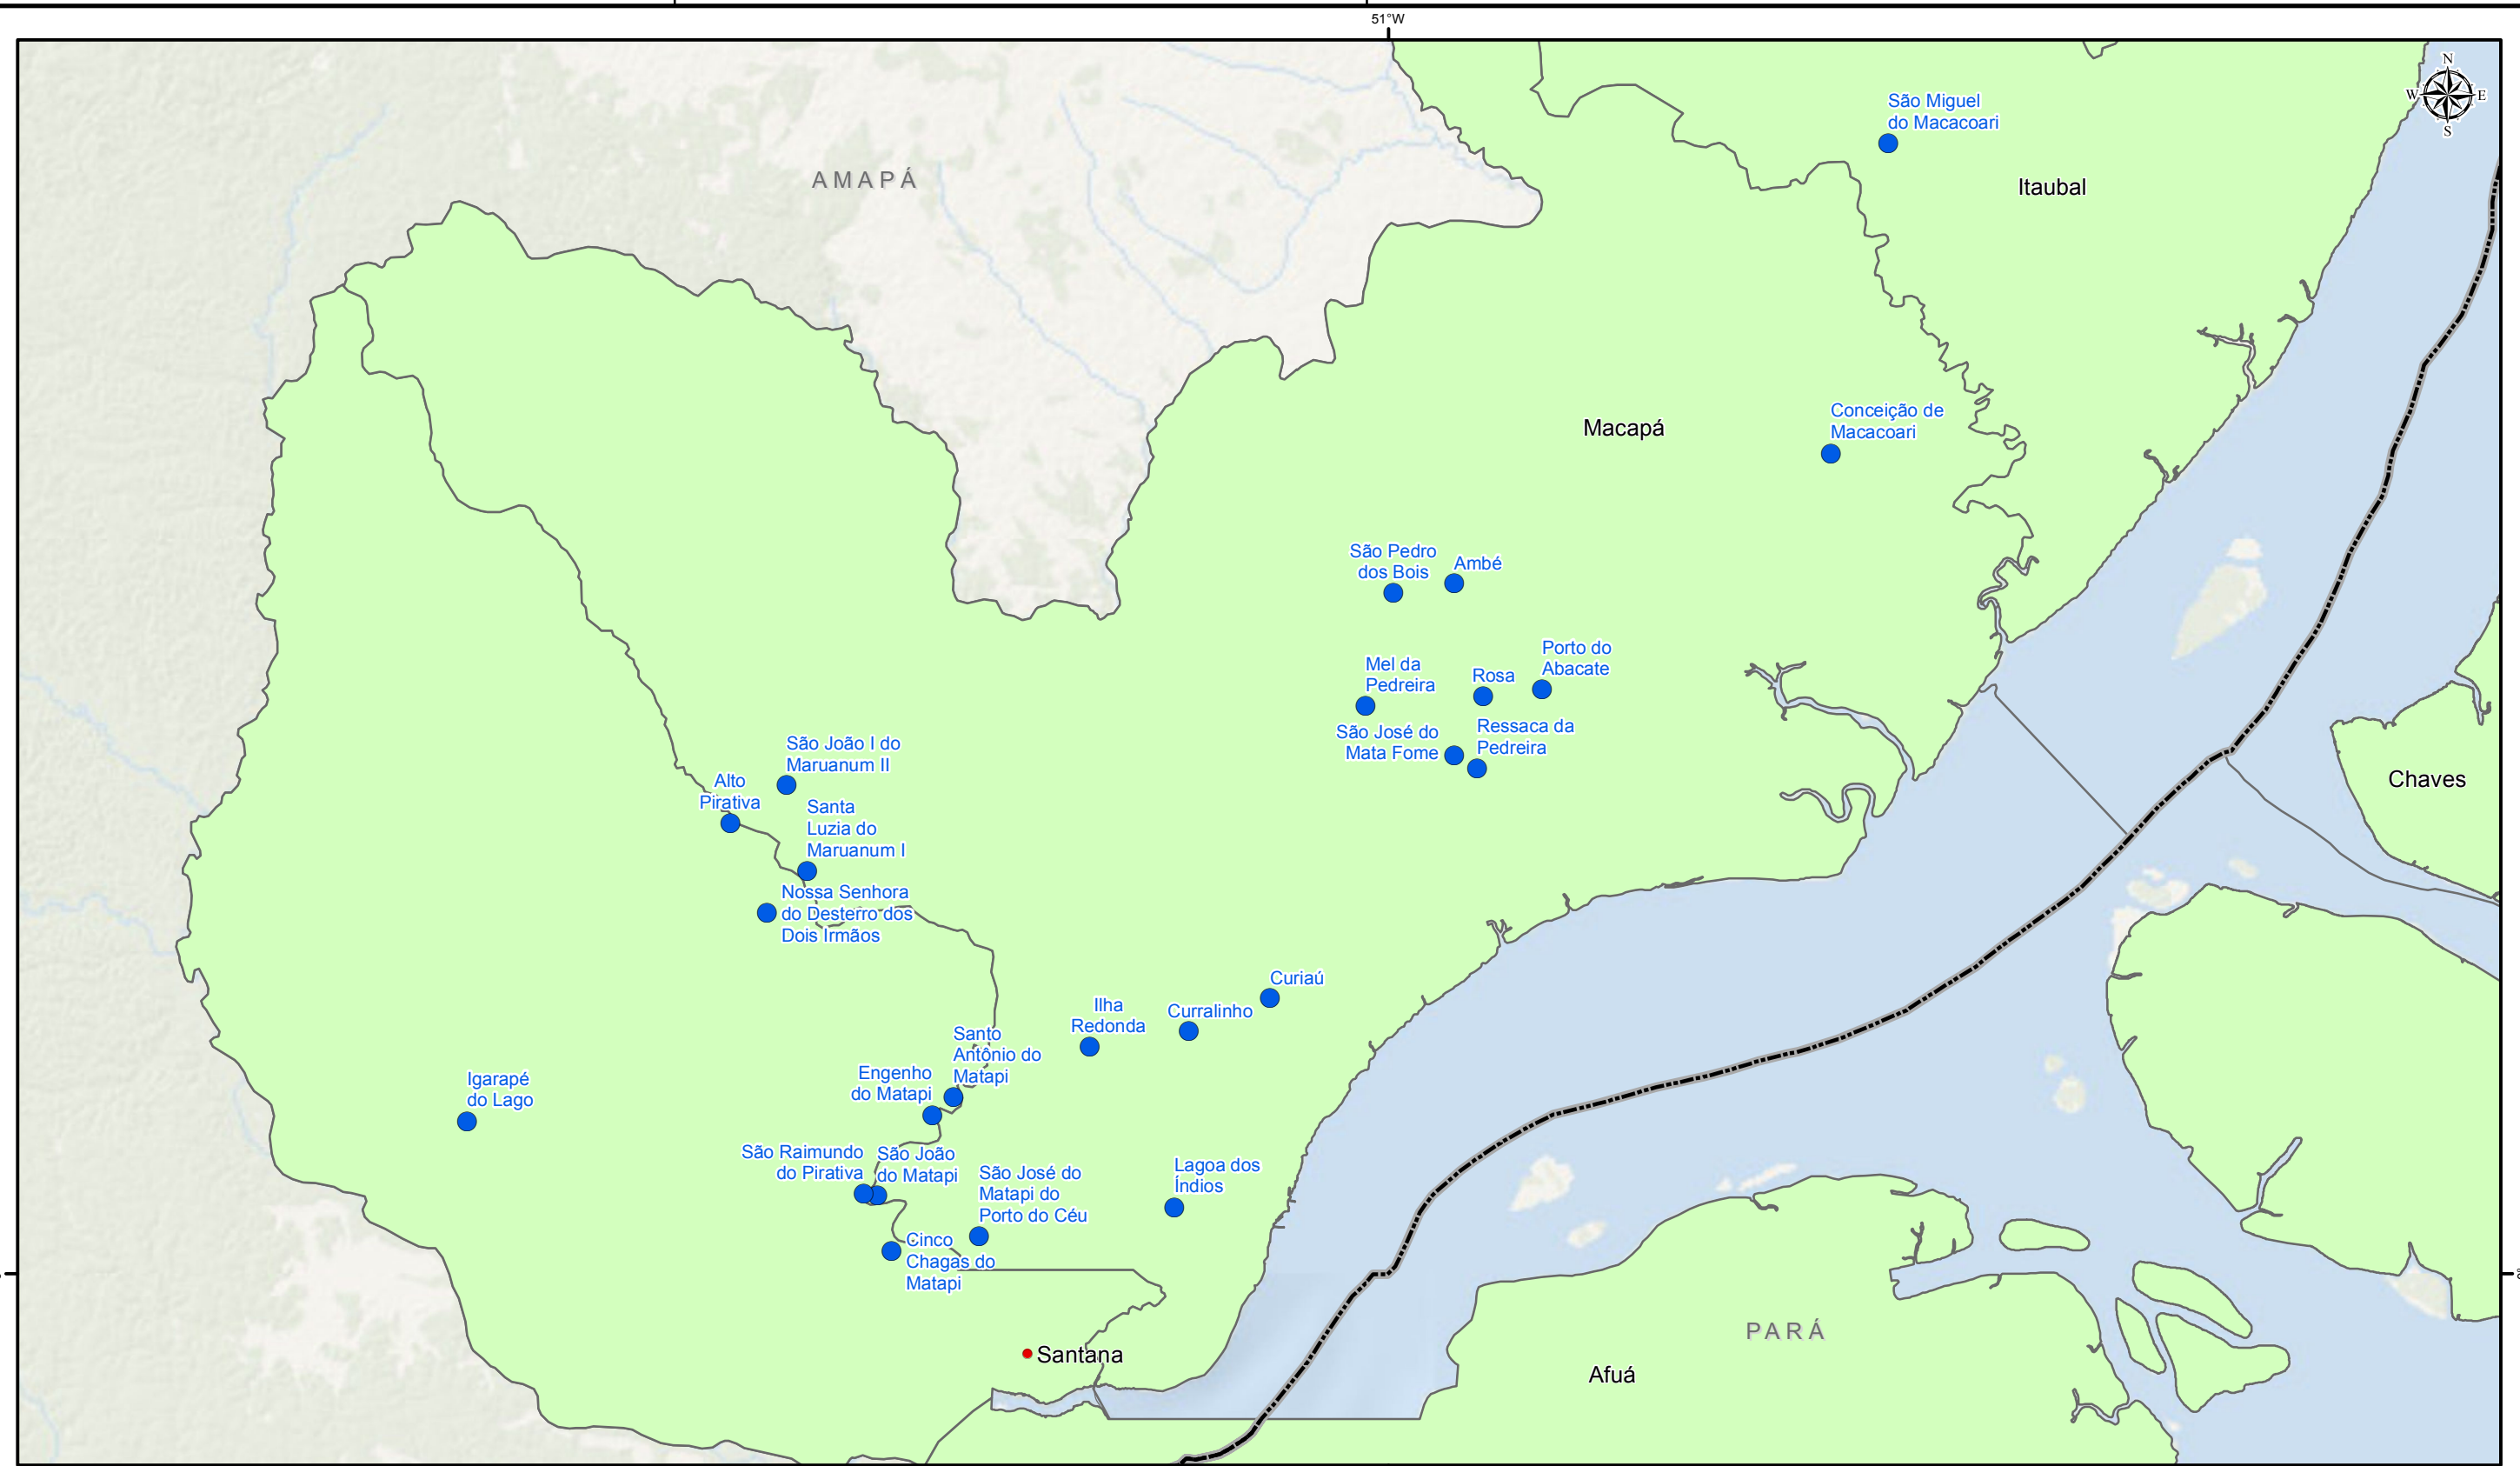 51°W
N
W
E
S
São Miguel
do Macacoari
AMAPÁ
Itaubal
Conceição de
Macacoari
Macapá
São Pedro
dos Bois
Ambé
Porto do
Abacate
Mel da
Pedreira
Rosa
Ressaca da
Pedreira
São José do
Mata Fome
São João I do
Maruanum II
Alto
Pirativa
Chaves
Santa
Luzia do
Maruanum I
Nossa Senhora
do Desterro dos
Dois Irmãos
Curiaú
Ilha
Redonda
Curralinho
Santo
Antônio do
Matapi
Engenho
do Matapi
Igarapé
do Lago
São Raimundo
do Pirativa
São João
do Matapi
São José do
Matapi do
Porto do Céu
Lagoa dos
Índios
Cinco
Chagas do
Matapi
PARÁ
Santana
Afuá